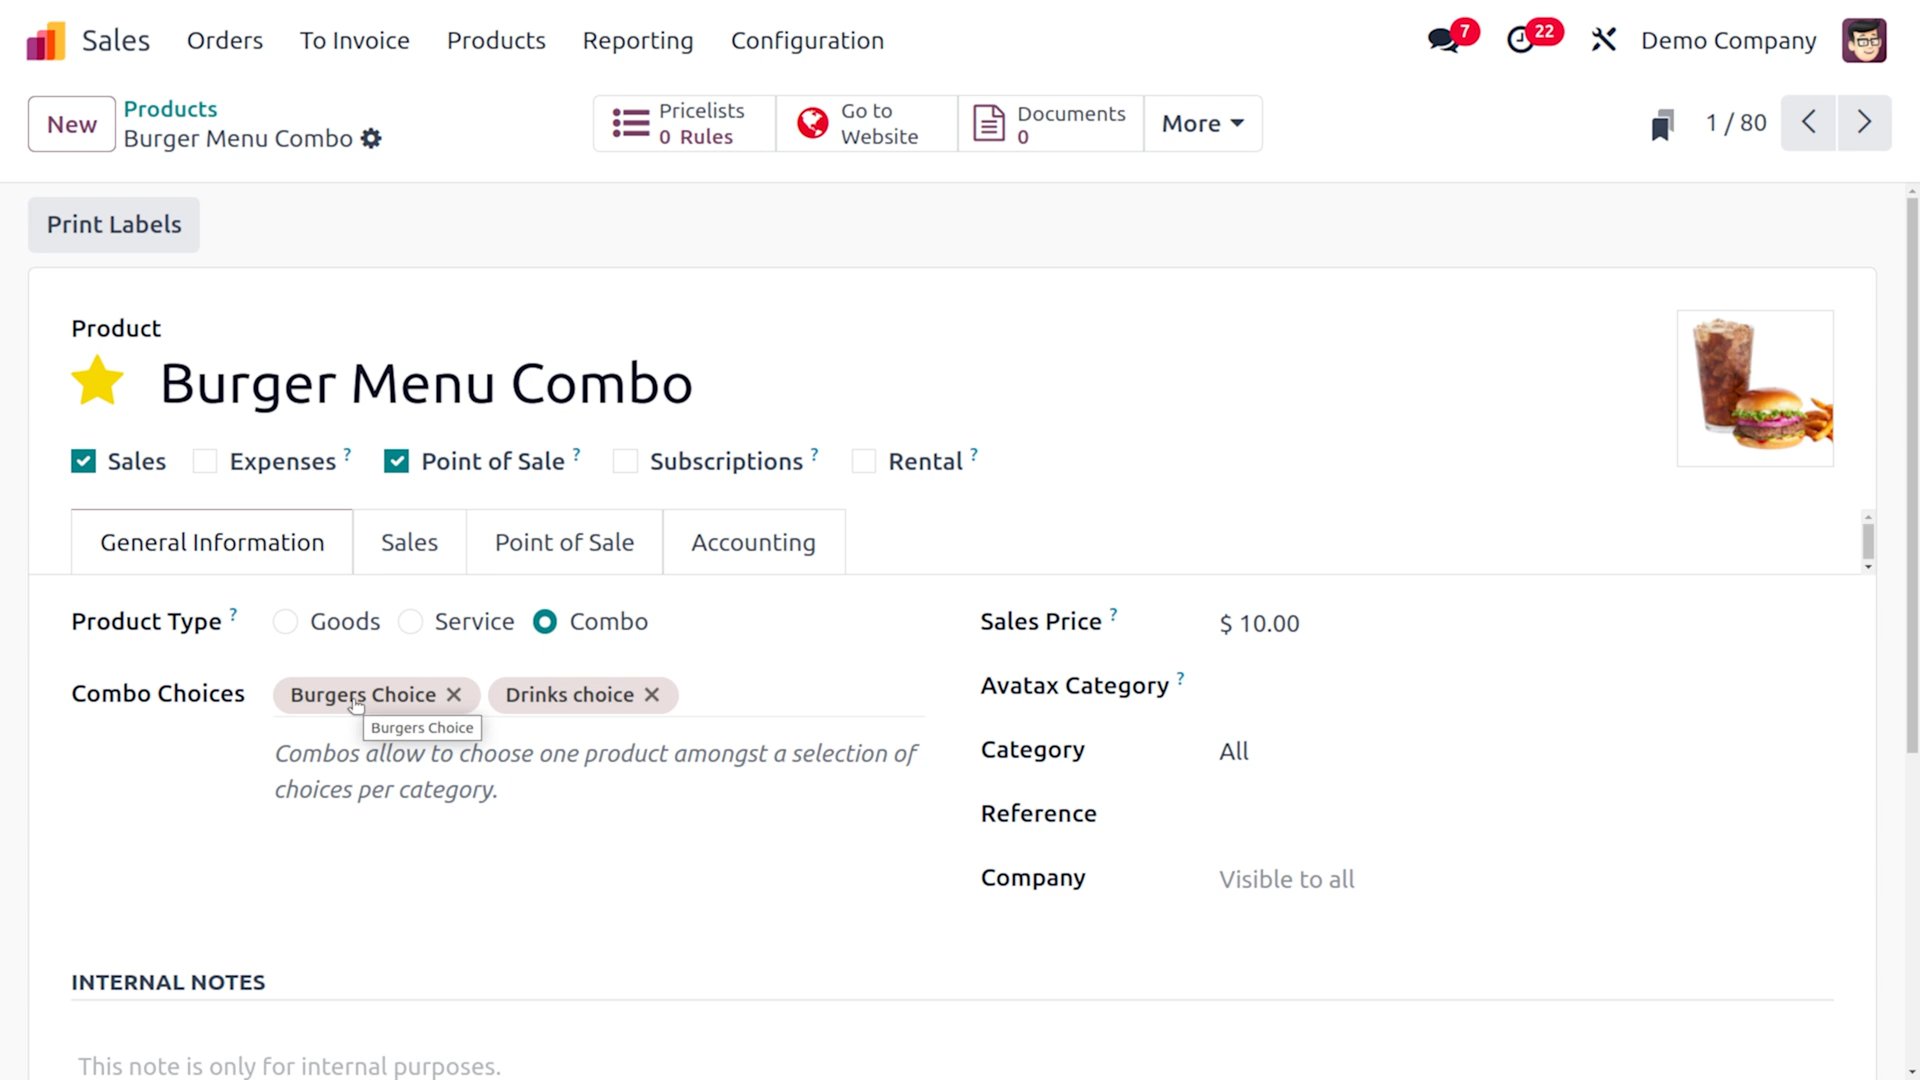 Sales Orders To Invoice Products Reporting Configuration 7 22 Demo Company
New Products Burger Menu Combo
Pricelists 0 Rules
Go to Website
Documents 0
More
1 / 80
Print Labels
Product
Burger Menu Combo
Sales Expenses ? Point of Sale ? Subscriptions ? Rental ?
General Information Sales Point of Sale Accounting
Product Type ? Goods Service Combo
Combo Choices Burgers Choice × Drinks choice ×
Burgers Choice
Combos allow to choose one product amongst a selection of
choices per category.
Sales Price ? $ 10.00
Avatax Category ?
Category All
Reference
Company Visible to all
INTERNAL NOTES
This note is only for internal purposes.